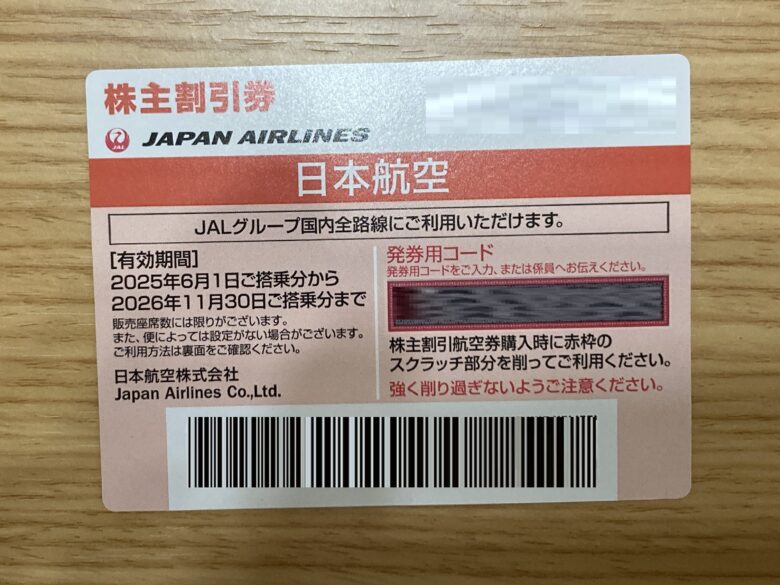 株主割引券
JAL
JAPAN AIRLINES
日本航空
JALグループ国内全路線にご利用いただけます。
[有効期間]
2025年6月1日ご搭乗分から
2026年11月30日ご搭乗分まで
販売座席数には限りがございます。
また、便によっては設定がない場合がございます。
ご利用方法は裏面をご確認ください。
日本航空株式会社
Japan Airlines Co.,Ltd.
発券用コード
発券用コードをご入力、または係員へお伝えください。
株主割引航空券購入時に赤枠の
スクラッチ部分を削ってご利用ください。
強く削り過ぎないようご注意ください。